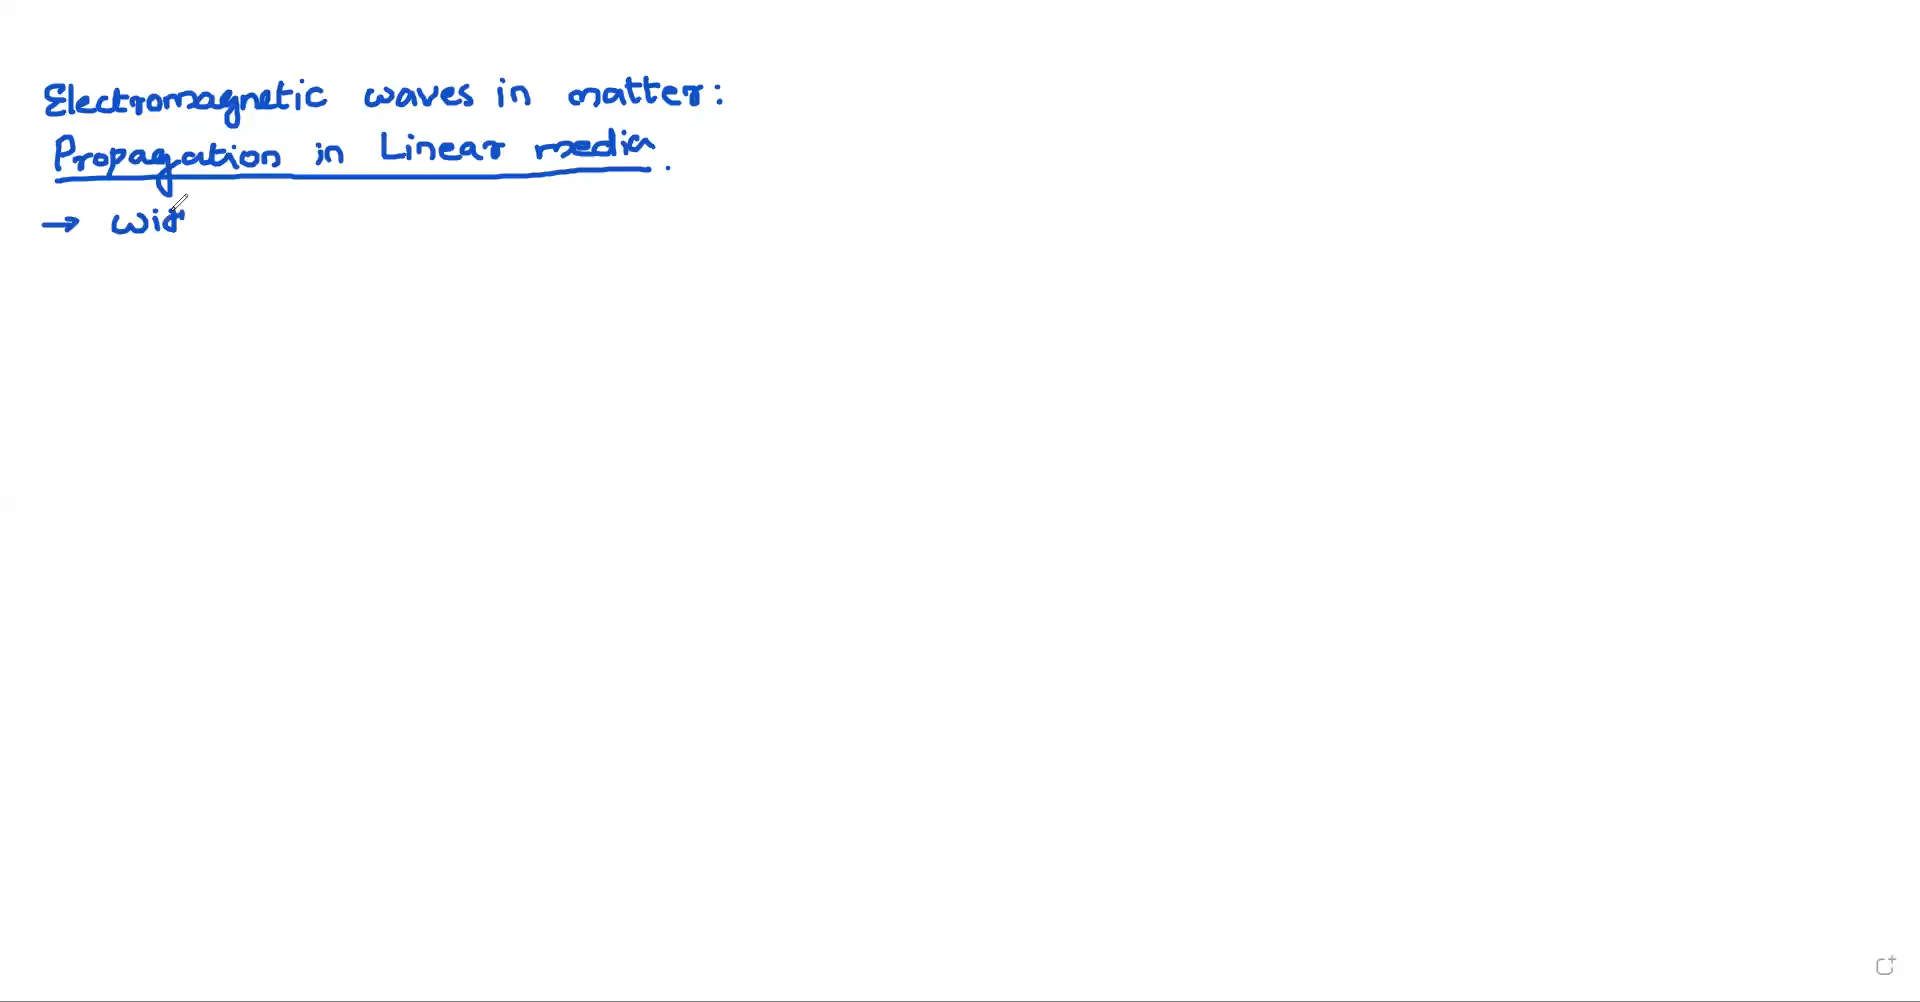 Electromagnetic waves in matter:
Propagation in Linear media.
→